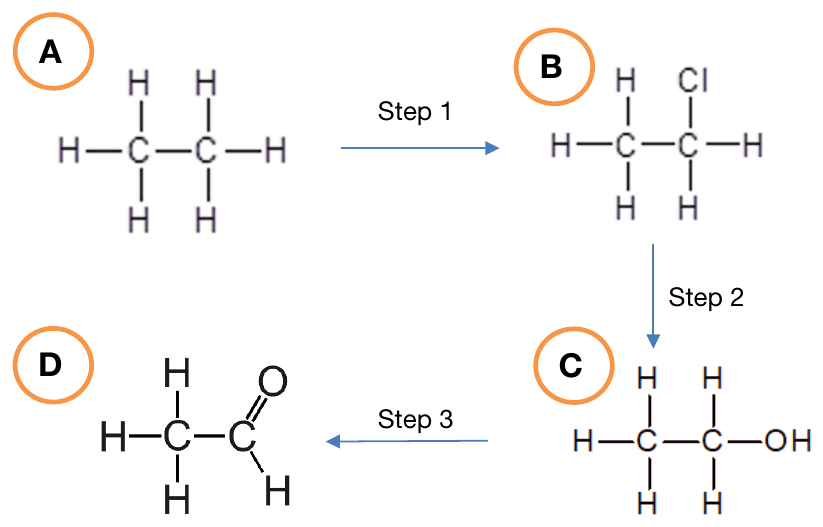 A
H H
H C C H
H H
Step 1
B
H Cl
H C C H
H H
Step 2
D
H O
H C C
H H
Step 3
C
H H
H C C OH
H H